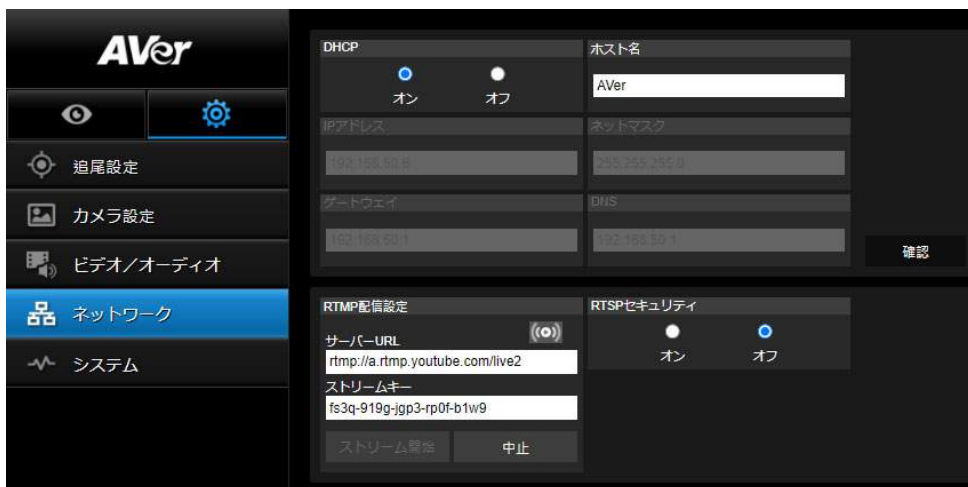 AVer
追尾設定
カメラ設定
ビデオ/オーディオ
ネットワーク
システム
DHCP
オン
オフ
ホスト名
AVer
IPアドレス
192.168.50.6
ネットマスク
255.255.255.0
ゲートウェイ
192.168.50.1
DNS
192.168.50.1
確認
RTMP配信設定
サーバーURL
rtmp://a.rtmp.youtube.com/live2
ストリームキー
fs3q-919g-jgp3-rp0f-b1w9
ストリーム開始
中止
RTSPセキュリティ
オン
オフ